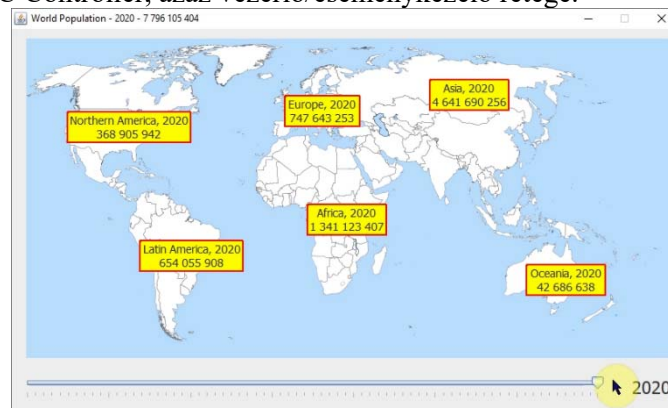 C Controller, azaz vezérlő/eseménykezelő rétege.
World Population - 2020 - 7 796 105 404
Asia, 2020
4 641 690 256
Europe, 2020
747 643 253
Northern America, 2020
368 905 942
Africa, 2020
1 341 123 407
Latin America, 2020
654 055 908
Oceania, 2020
42 686 638
2020